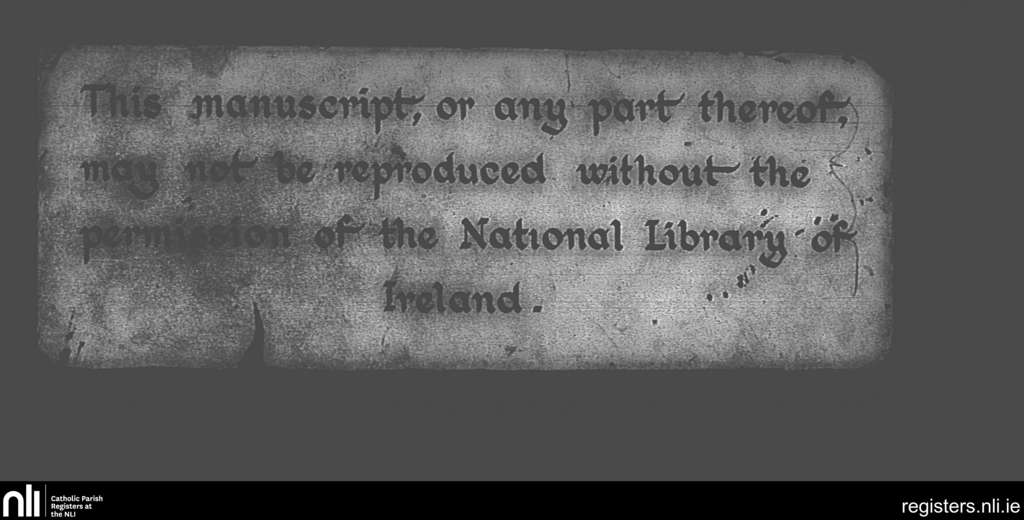 This manuscript, or any part thereof,
may not be reproduced without the
permission of the National Library of
Ireland.
nli
Catholic Parish
Registers at
the NLI
registers.nli.ie